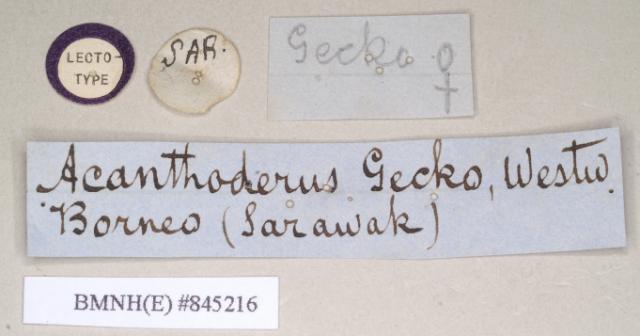 LECTO-
TYPE
SAR.
Gecko ♀
Acanthoderus Gecko, Westw.
Borneo (Sarawak)
BMNH(E) #845216